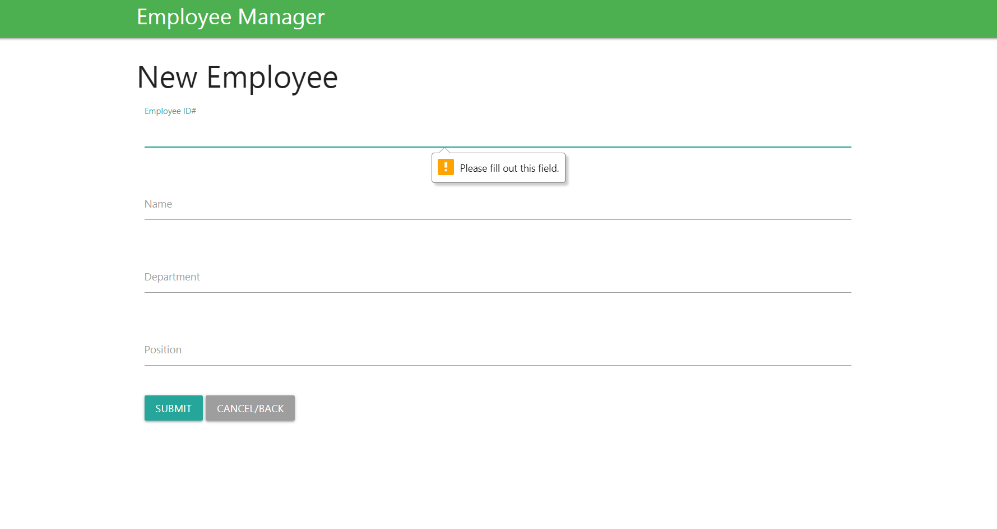 Employee Manager
New Employee
Employee ID#
! Please fill out this field.
Name
Department
Position
SUBMIT CANCEL/BACK